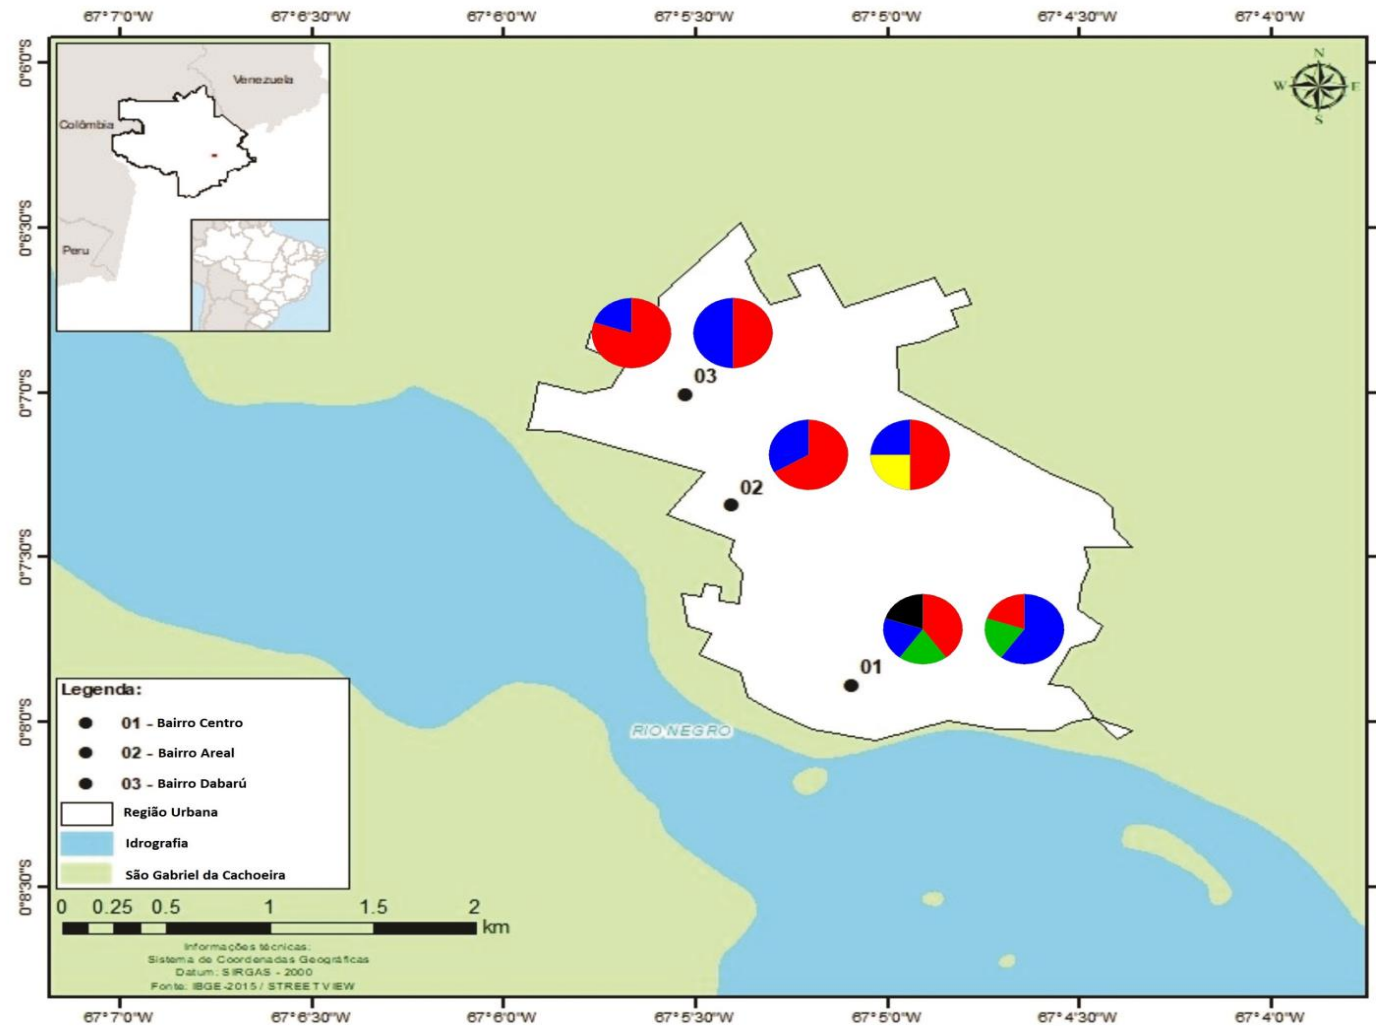 67°7'0"W 67°6'30"W 67°6'0"W 67°5'30"W 67°5'0"W 67°4'30"W 67°4'0"W
0°6'0"S
0°6'30"S
0°7'0"S
0°7'30"S
0°8'0"S
0°8'30"S
Venezuela
Colômbia
Peru
N
W E
S
03
02
01
RIO NEGRO
Legenda:
01 - Bairro Centro
02 - Bairro Areal
03 - Bairro Dabarú
Região Urbana
Idrografia
São Gabriel da Cachoeira
0 0.25 0.5 1 1.5 2
km
Informações técnicas:
Sistema de Coordenadas Geográficas
Datum: SIRGAS - 2000
Fonte: IBGE-2015 / STREET VIEW
67°7'0"W 67°6'30"W 67°6'0"W 67°5'30"W 67°5'0"W 67°4'30"W 67°4'0"W